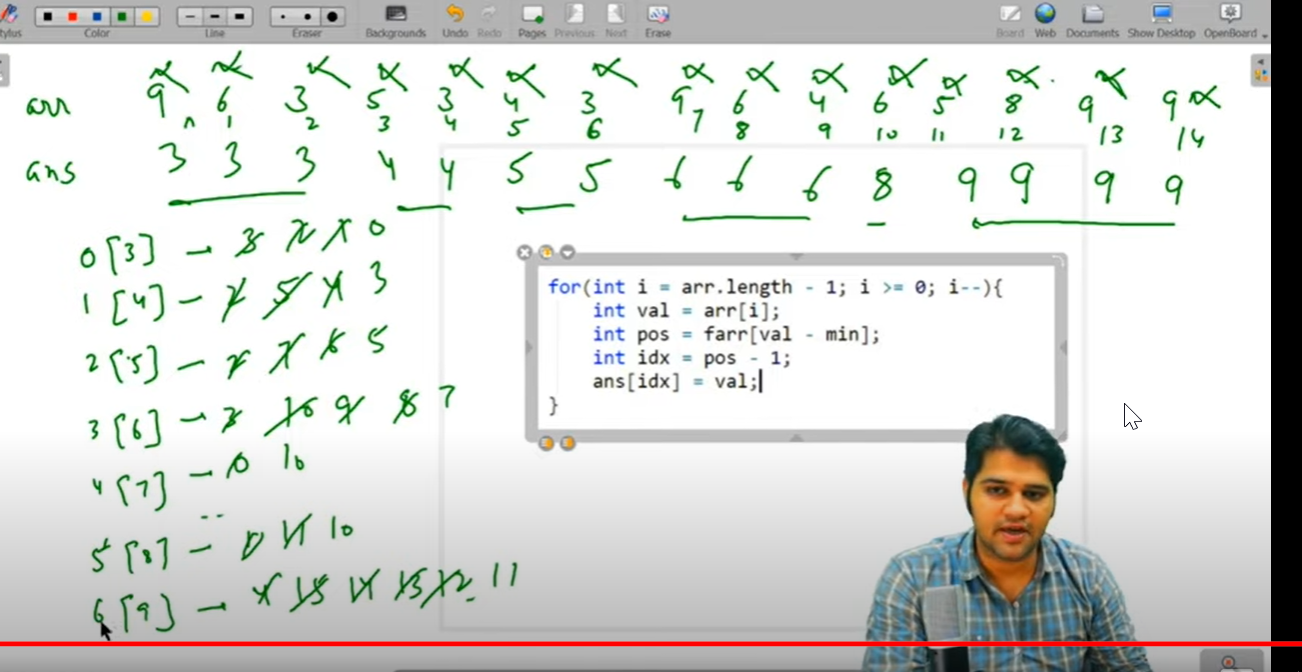 Stylus Color Line Eraser Backgrounds Undo Redo Pages Previous Next Erase Board Web Documents Show Desktop OpenBoard
arr 9 6 3 5 3 4 3 9 6 4 6 5 8 9 9
1 2 3 4 5 6 7 8 9 10 11 12 13 14
ans 3 3 3 4 4 5 5 6 6 6 8 9 9 9 9
0 [3] - 3 2 1 0
1 [4] - 5 4 3
2 [5] - 7 6 5
3 [6] - 3 10 9 8 7
4 [7] - 0 10
5 [8] - 11 10
6 [9] - 15 14 13 12 11
for(int i = arr.length - 1; i >= 0; i--){
int val = arr[i];
int pos = farr[val - min];
int idx = pos - 1;
ans[idx] = val;
}